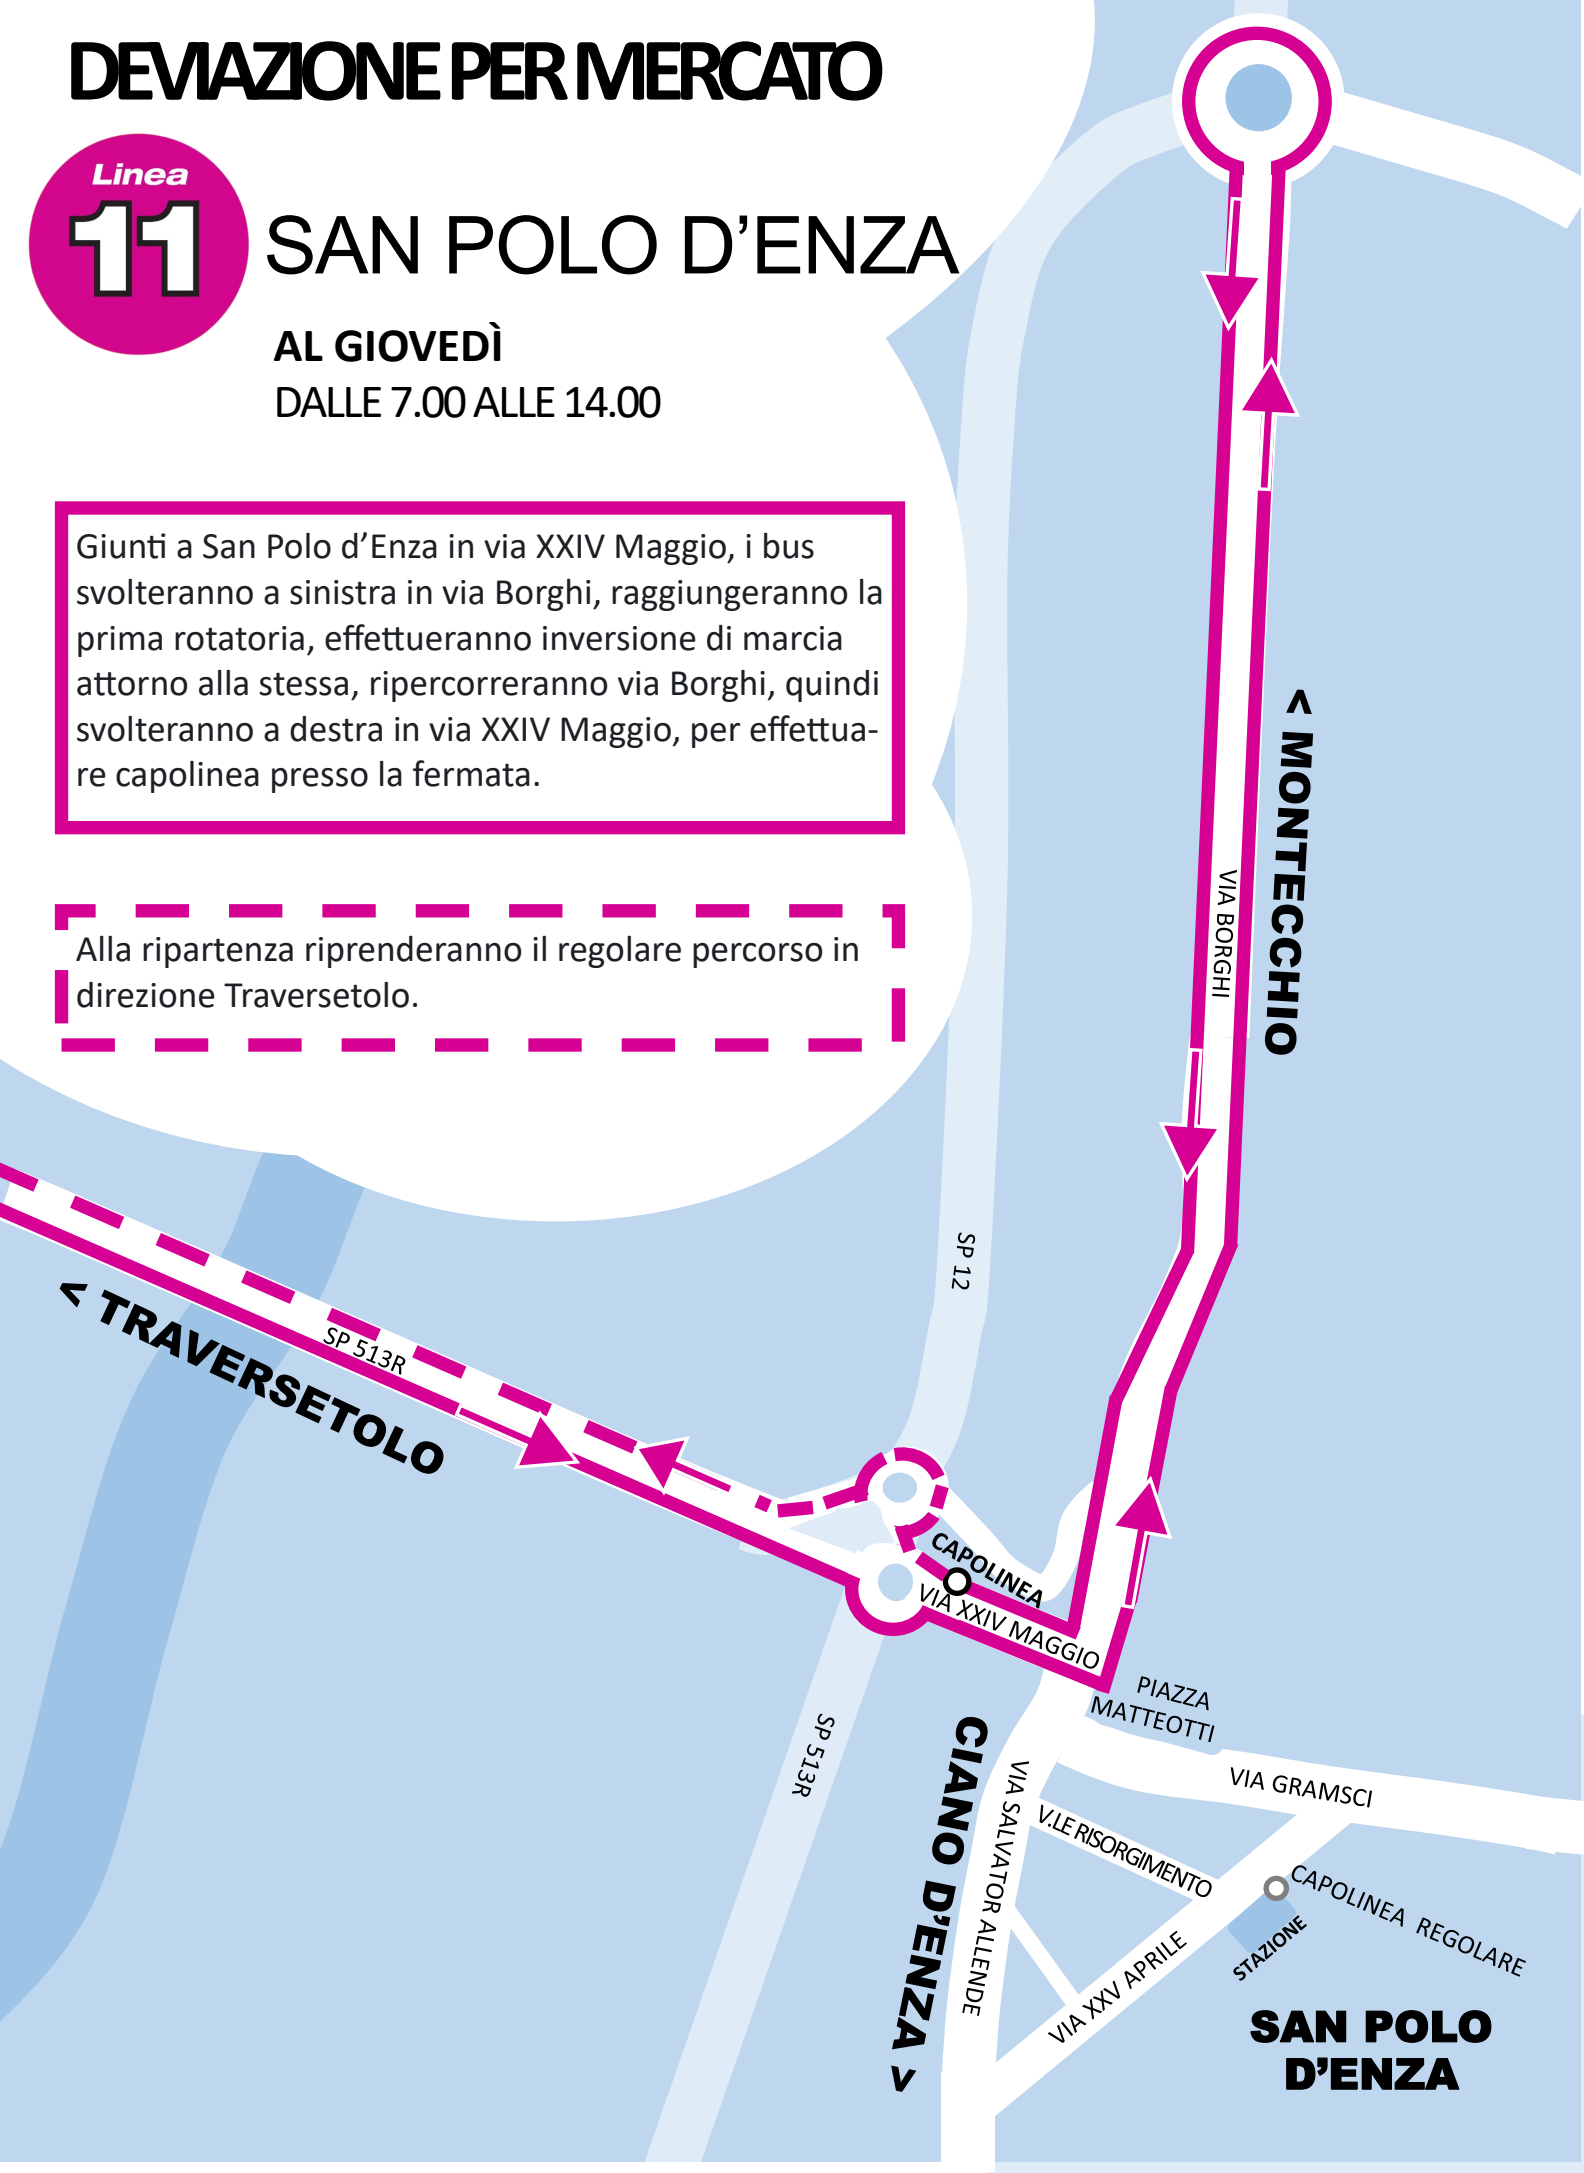 DEVIAZIONE PER MERCATO
Linea
11
SAN POLO D’ENZA
AL GIOVEDÌ
DALLE 7.00 ALLE 14.00
Giunti a San Polo d’Enza in via XXIV Maggio, i bus
svolteranno a sinistra in via Borghi, raggiungeranno la
prima rotatoria, effettueranno inversione di marcia
attorno alla stessa, ripercorreranno via Borghi, quindi
svolteranno a destra in via XXIV Maggio, per effettua-
re capolinea presso la fermata.
Alla ripartenza riprenderanno il regolare percorso in
direzione Traversetolo.
< MONTECCHIO
VIA BORGHI
SP 12
< TRAVERSETOLO
SP 513R
CAPOLINEA
VIA XXIV MAGGIO
PIAZZA
MATTEOTTI
SP 513R
CIANO D'ENZA >
VIA SALVATOR ALLENDE
VIA GRAMSCI
V.LE RISORGIMENTO
CAPOLINEA REGOLARE
STAZIONE
VIA XXV APRILE
SAN POLO
D’ENZA